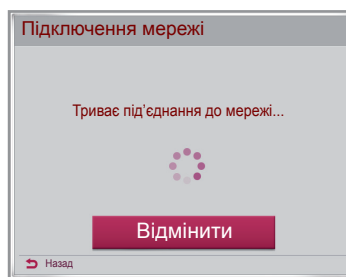 Підключення мережі
Триває під’єднання до мережі...
Відмінити
Назад